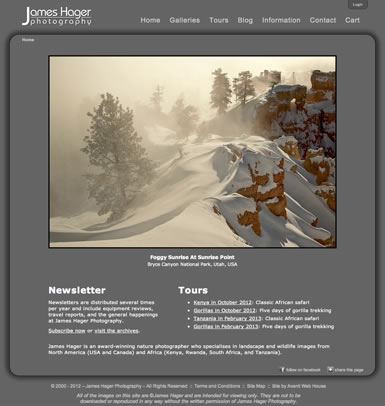 Login
James Hager
photography
Home Galleries Tours Blog Information Contact Cart
Home
Foggy Sunrise At Sunrise Point
Bryce Canyon National Park, Utah, USA
Newsletter
Newsletters are distributed several times
per year and include equipment reviews,
travel reports, and the general happenings
at James Hager Photography.
Subscribe now or visit the archives.
Tours
• Kenya in October 2012: Classic African safari
• Gorillas in October 2012: Five days of gorilla trekking
• Tanzania in February 2013: Classic African safari
• Gorillas in February 2013: Five days of gorilla trekking
James Hager is an award-winning nature photographer who specialises in landscape and wildlife images from
North America (USA and Canada) and Africa (Kenya, Rwanda, South Africa, and Tanzania).
follow on facebook share this page
© 2000 - 2012 – James Hager Photography – All Rights Reserved | Terms and Conditions | Site Map | Site by Avanti Web House
All of the images on this site are ©James Hager and are intended for viewing only. They are not to be
downloaded or reproduced in any way without the written permission of James Hager Photography.